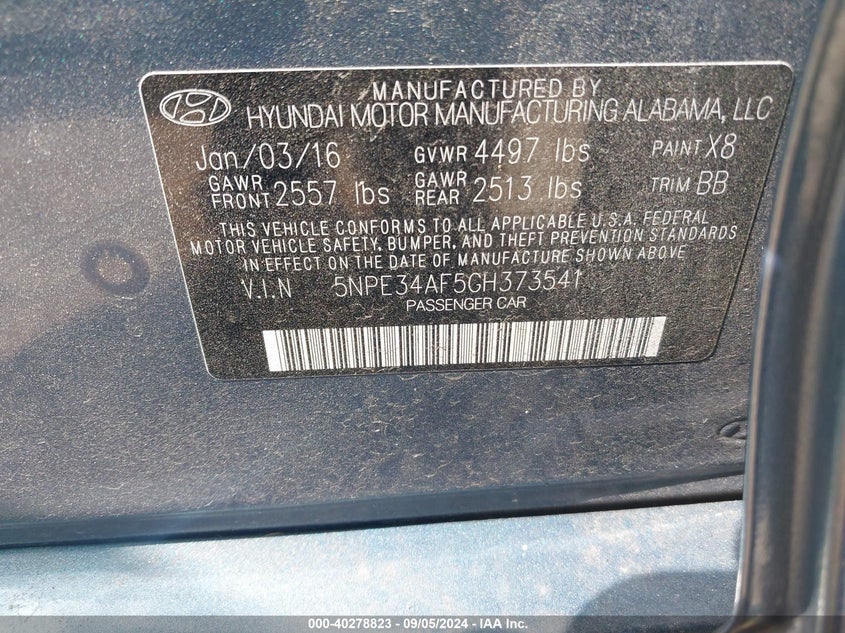 MANUFACTURED BY
HYUNDAI MOTOR MANUFACTURING ALABAMA, LLC
Jan/03/16 GVWR 4497 lbs PAINT X8
GAWR FRONT 2557 lbs GAWR REAR 2513 lbs TRIM BB
THIS VEHICLE CONFORMS TO ALL APPLICABLE U.S.A. FEDERAL
MOTOR VEHICLE SAFETY, BUMPER, AND THEFT PREVENTION STANDARDS
IN EFFECT ON THE DATE OF MANUFACTURE SHOWN ABOVE
V.I.N 5NPE34AF5GH373541
PASSENGER CAR
000-40278823 - 09/05/2024 - IAA Inc.